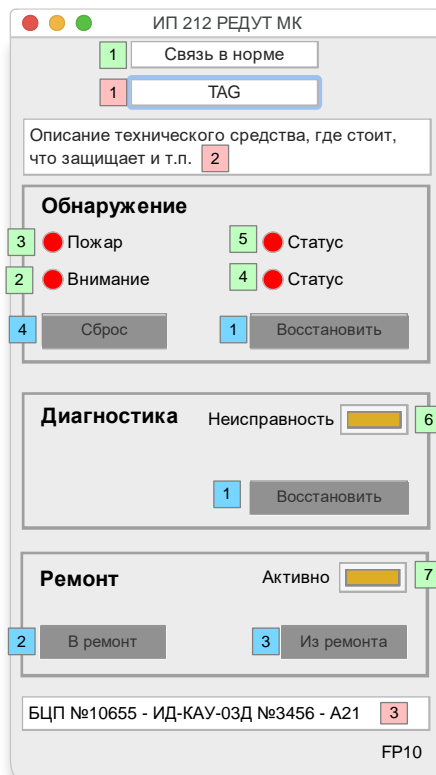 ИП 212 РЕДУТ МК
1 Связь в норме
1 TAG
Описание технического средства, где стоит,
что защищает и т.п. 2
Обнаружение
3 Пожар 5 Статус
2 Внимание 4 Статус
4 Сброс 1 Восстановить
Диагностика Неисправность 6
1 Восстановить
Ремонт Активно 7
2 В ремонт 3 Из ремонта
БЦП №10655 - ИД-КАУ-03Д №3456 - А21 3
FP10